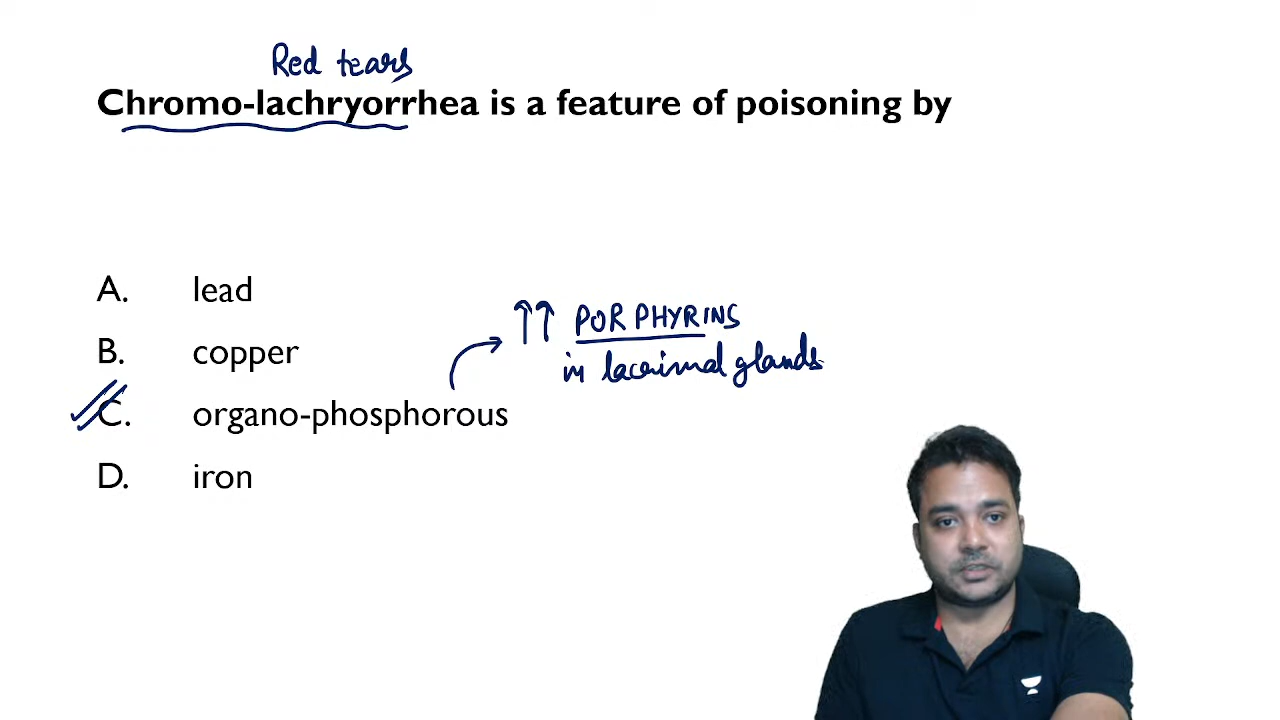 Red tears
Chromo-lachryorrhea is a feature of poisoning by
A. lead
B. copper
↑↑ PORPHYRINS
in lacrimal glands
C. organo-phosphorous
D. iron